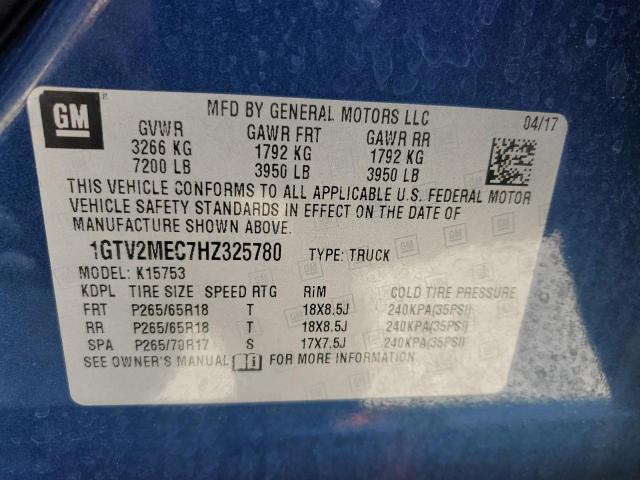 GM
MFD BY GENERAL MOTORS LLC
04/17
GVWR GAWR FRT GAWR RR
3266 KG 1792 KG 1792 KG
7200 LB 3950 LB 3950 LB
THIS VEHICLE CONFORMS TO ALL APPLICABLE U.S. FEDERAL MOTOR
VEHICLE SAFETY STANDARDS IN EFFECT ON THE DATE OF
MANUFACTURE SHOWN ABOVE.
1GTV2MEC7HZ325780 TYPE: TRUCK
MODEL: K15753
KDPL TIRE SIZE SPEED RTG RIM COLD TIRE PRESSURE
FRT P265/65R18 T 18X8.5J 240KPA(35PSI)
RR P265/65R18 T 18X8.5J 240KPA(35PSI)
SPA P265/70R17 S 17X7.5J 240KPA(35PSI)
SEE OWNER'S MANUAL FOR MORE INFORMATION